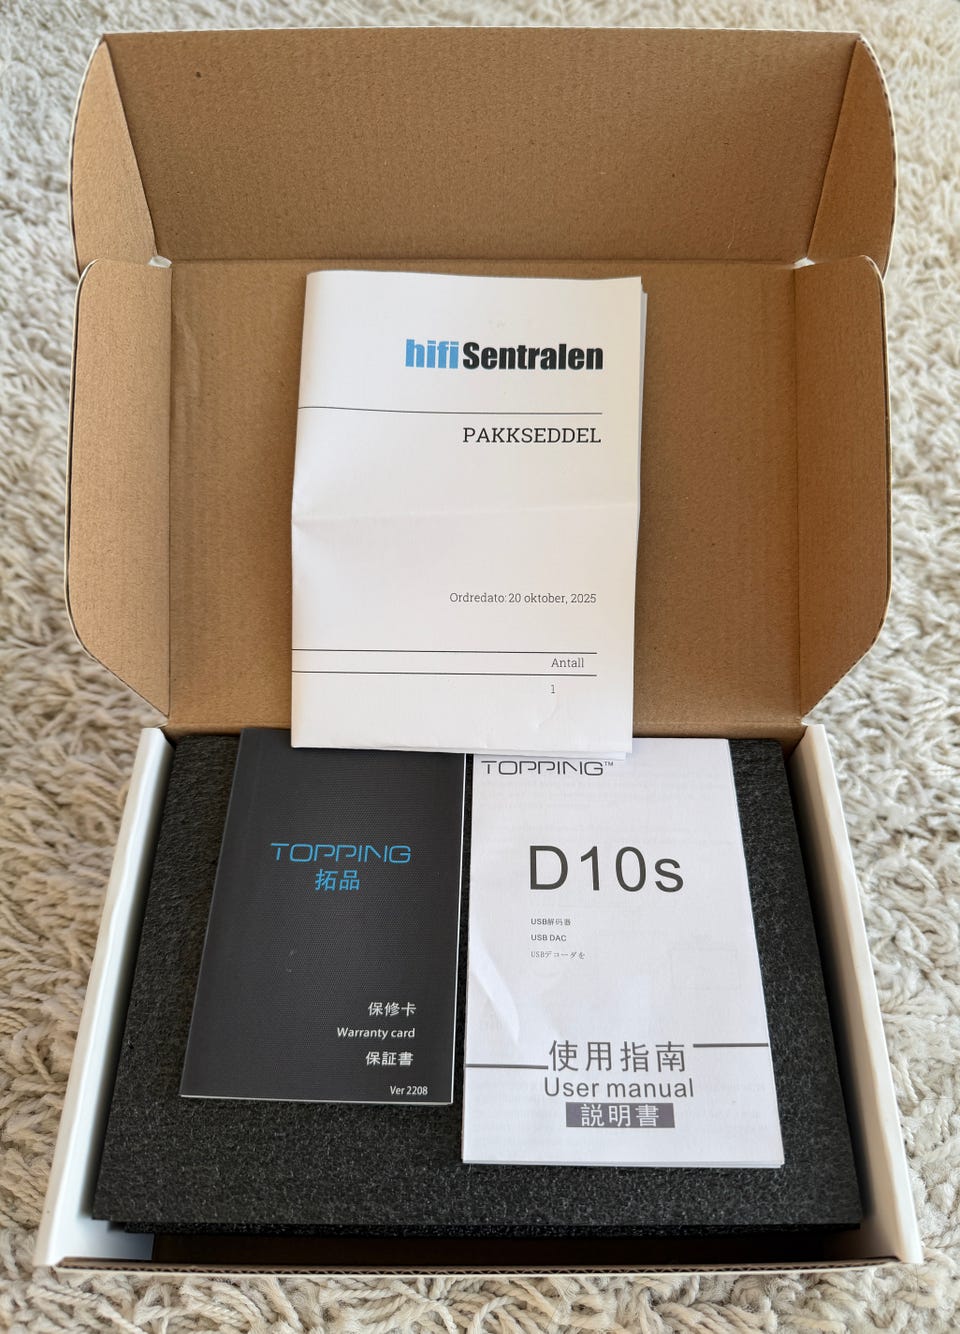 hifiSentralen
PAKKSEDDEL
Ordredato: 20 oktober, 2025
Antall
1
TOPPING
拓品
保修卡
Warranty card
保証書
Ver 2208
TOPPING™
D10s
USB解码器
USB DAC
USBデコーダを
使用指南
User manual
説明書